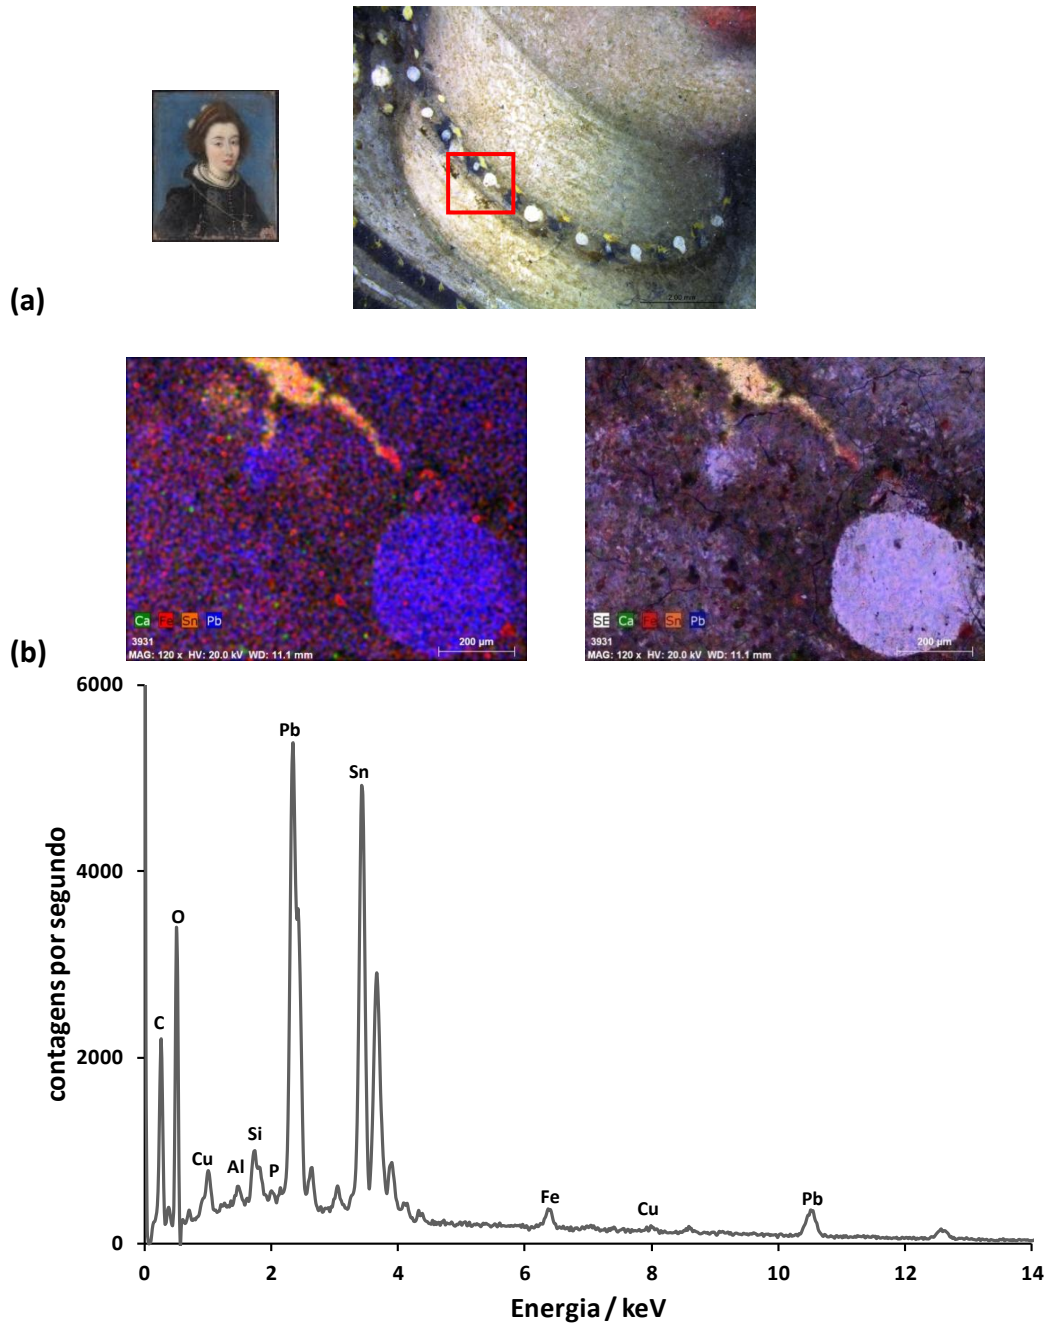 (a)
2.00 mm
Ca Fe Sn Pb
3931
MAG: 120 x HV: 20.0 kV WD: 11.1 mm
200 µm
SE Ca Fe Sn Pb
3931
MAG: 120 x HV: 20.0 kV WD: 11.1 mm
200 µm
(b)
6000
4000
2000
0
contagens por segundo
C
O
Cu
Al
Si
P
Pb
Sn
Fe
Cu
Pb
0 2 4 6 8 10 12 14
Energia / keV